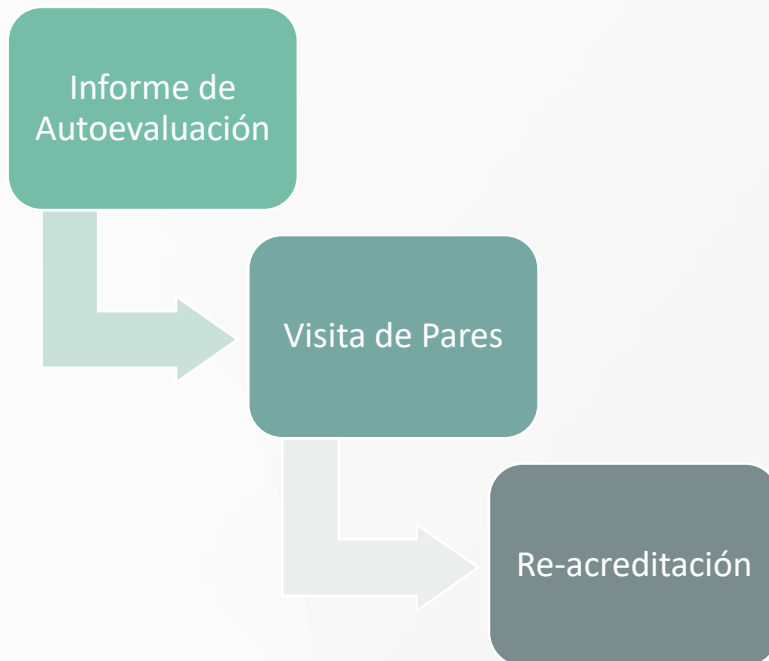 Informe de
Autoevaluación
Visita de Pares
Re-acreditación